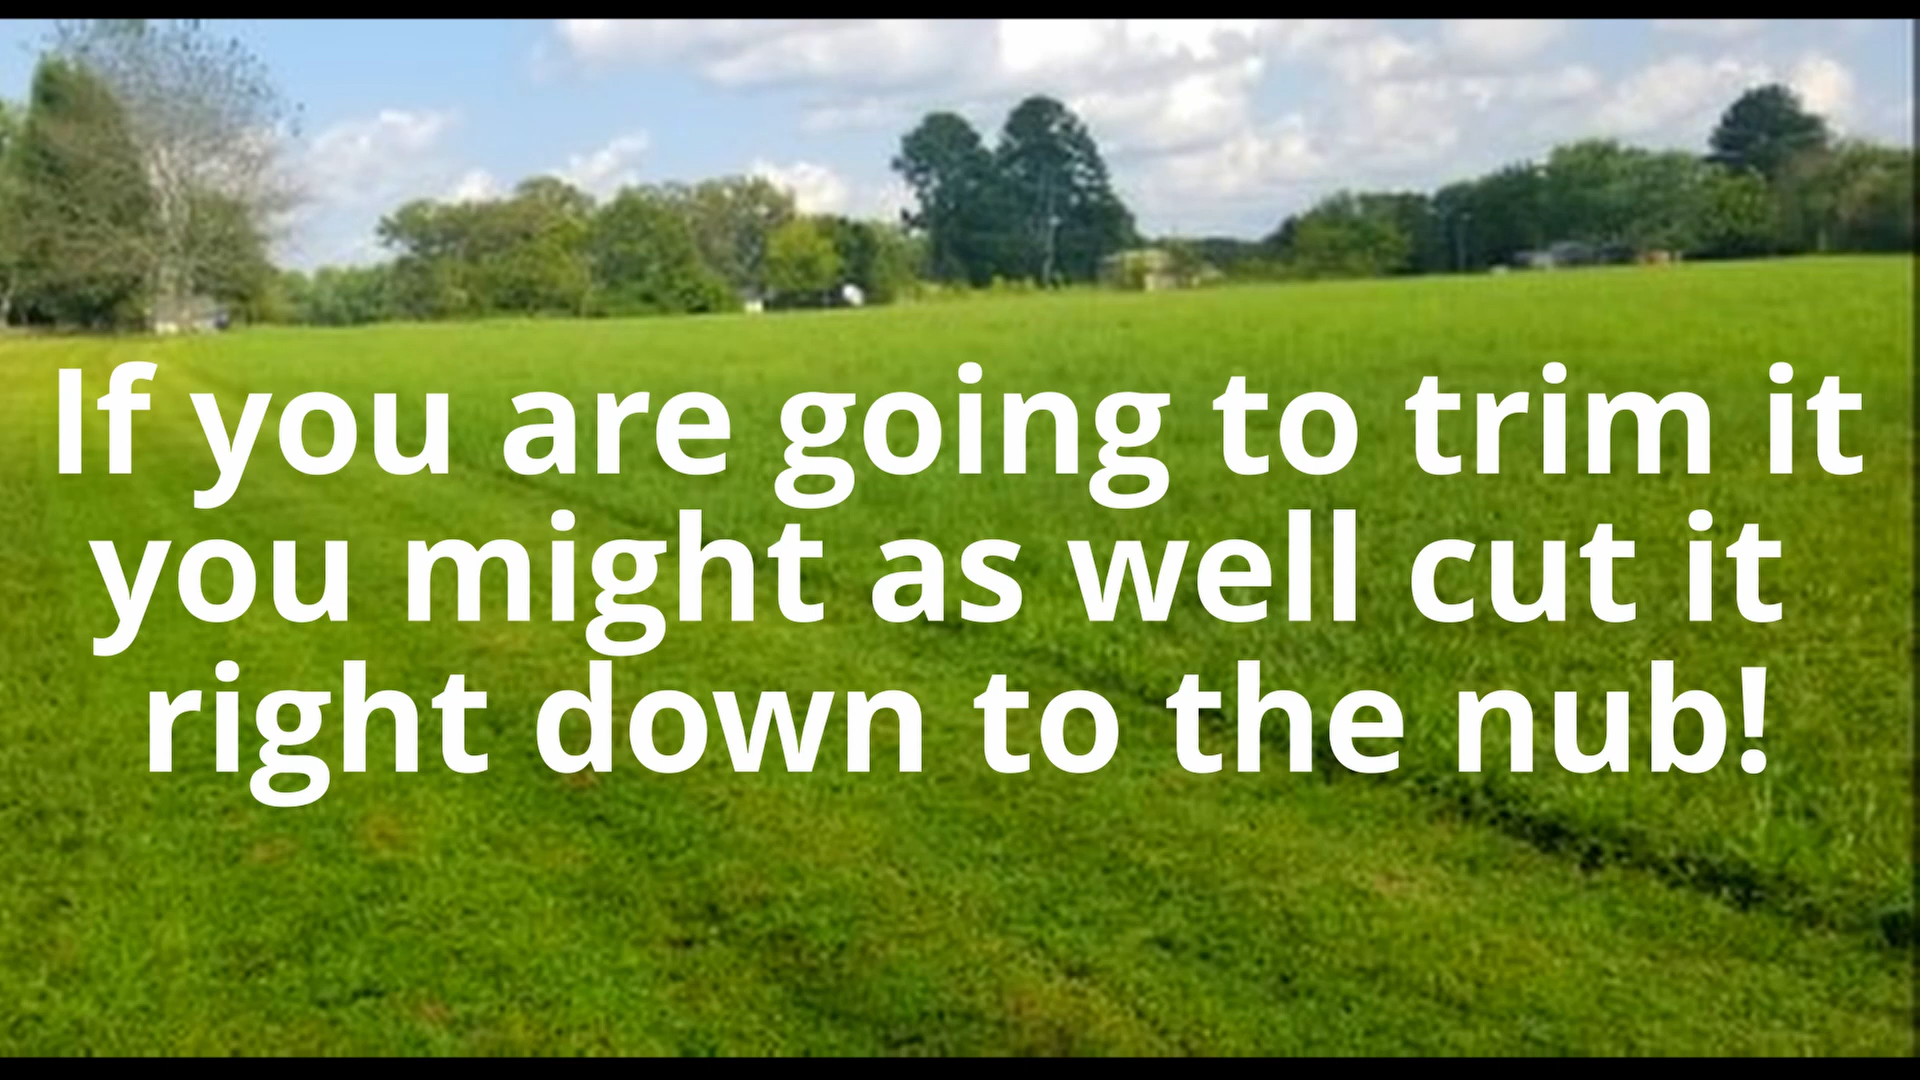 If you are going to trim it
you might as well cut it
right down to the nub!